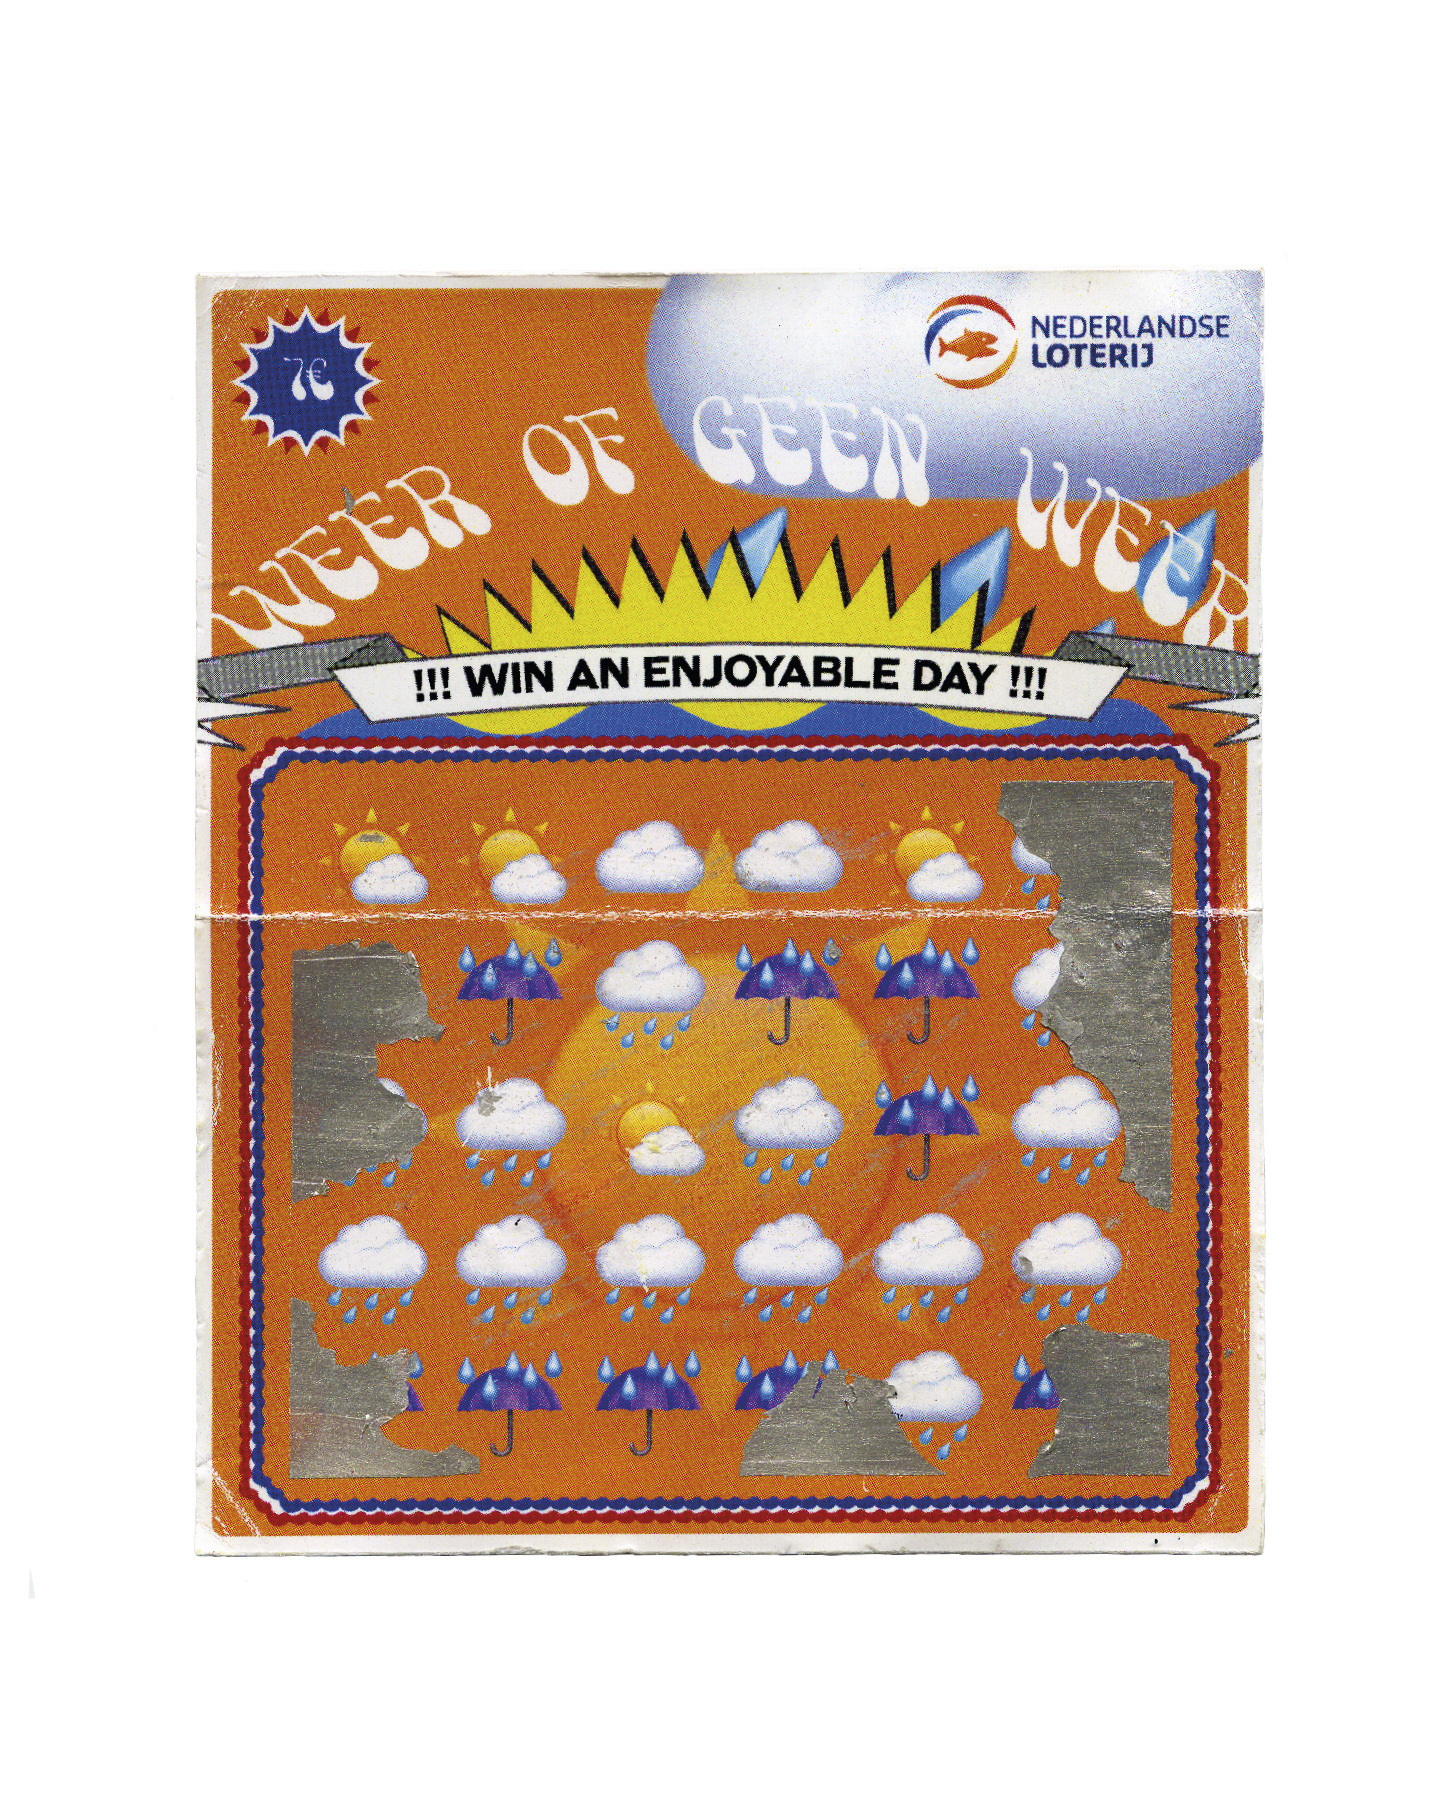 7€
NEDERLANDSE
LOTERIJ
WEER OF GEEN WEER
!!! WIN AN ENJOYABLE DAY !!!